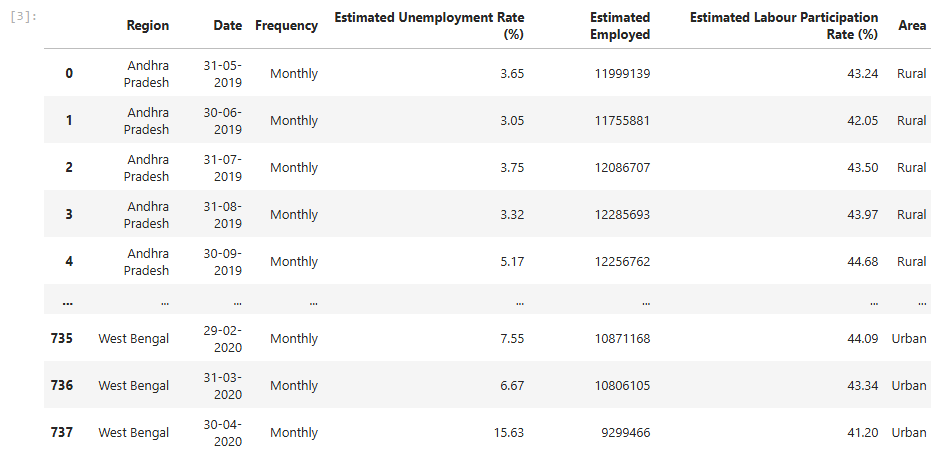 [3]:
Region Date Frequency Estimated Unemployment Rate (%) Estimated Employed Estimated Labour Participation Rate (%) Area
0 Andhra Pradesh 31-05-2019 Monthly 3.65 11999139 43.24 Rural
1 Andhra Pradesh 30-06-2019 Monthly 3.05 11755881 42.05 Rural
2 Andhra Pradesh 31-07-2019 Monthly 3.75 12086707 43.50 Rural
3 Andhra Pradesh 31-08-2019 Monthly 3.32 12285693 43.97 Rural
4 Andhra Pradesh 30-09-2019 Monthly 5.17 12256762 44.68 Rural
... ... ... ... ... ... ... ...
735 West Bengal 29-02-2020 Monthly 7.55 10871168 44.09 Urban
736 West Bengal 31-03-2020 Monthly 6.67 10806105 43.34 Urban
737 West Bengal 30-04-2020 Monthly 15.63 9299466 41.20 Urban